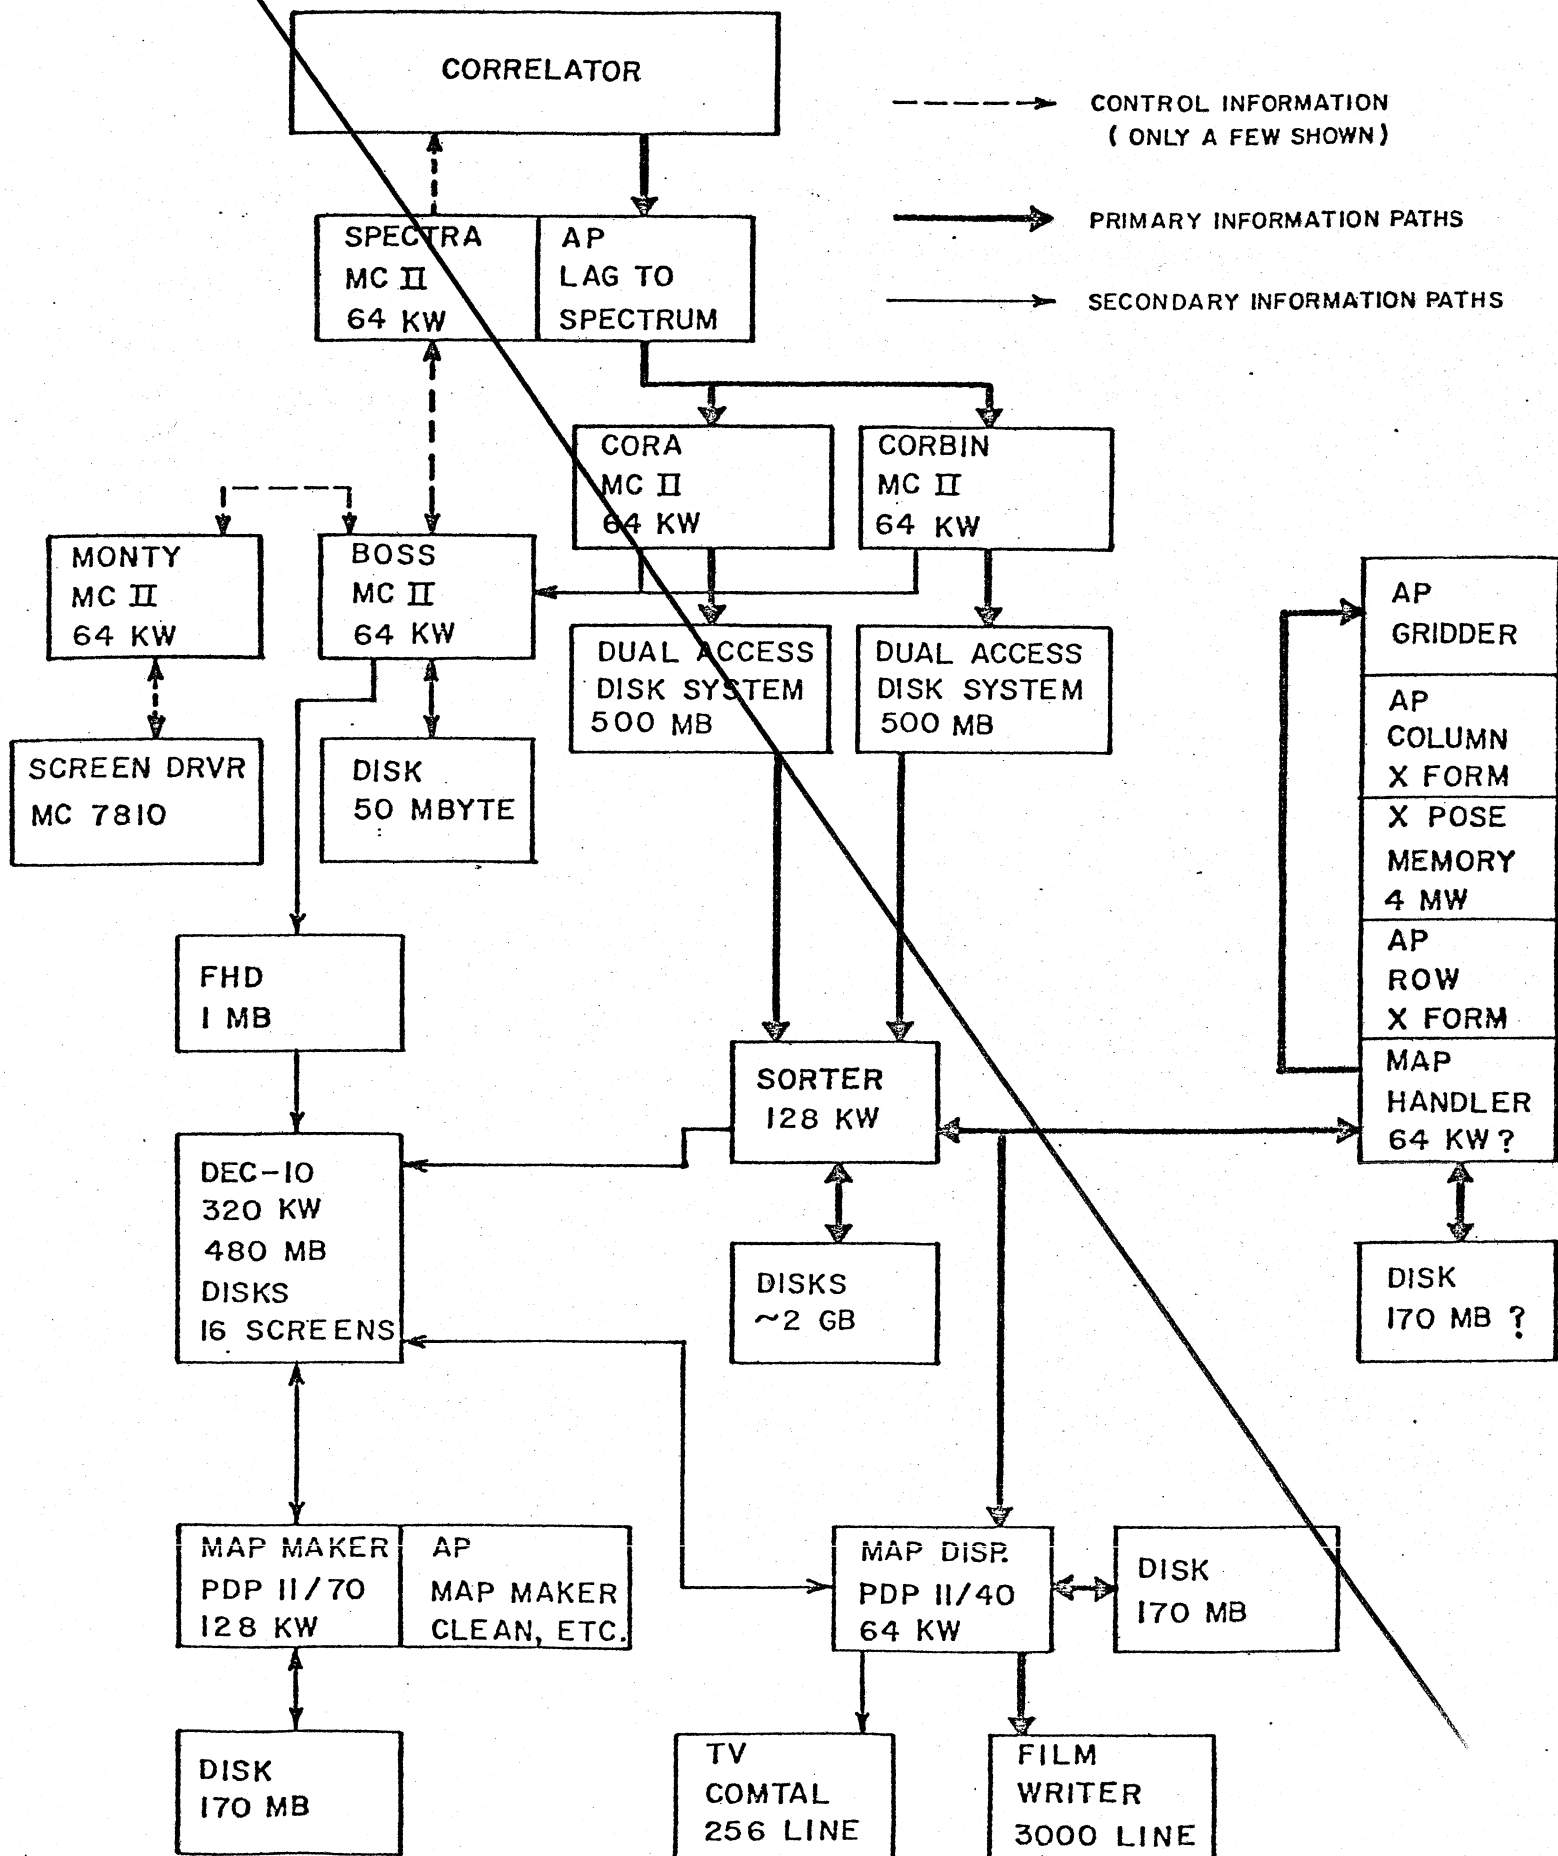 CORRELATOR
CONTROL INFORMATION
( ONLY A FEW SHOWN )
PRIMARY INFORMATION PATHS
SECONDARY INFORMATION PATHS
SPECTRA
MC II
64 KW
AP
LAG TO
SPECTRUM
CORA
MC II
64 KW
CORBIN
MC II
64 KW
MONTY
MC II
64 KW
BOSS
MC II
64 KW
DUAL ACCESS
DISK SYSTEM
500 MB
DUAL ACCESS
DISK SYSTEM
500 MB
SCREEN DRVR
MC 7810
DISK
50 MBYTE
AP
GRIDDER
AP
COLUMN
X FORM
X POSE
MEMORY
4 MW
AP
ROW
X FORM
MAP
HANDLER
64 KW ?
FHD
1 MB
SORTER
128 KW
DEC-10
320 KW
480 MB
DISKS
16 SCREENS
DISKS
~2 GB
DISK
170 MB ?
MAP MAKER
PDP 11/70
128 KW
AP
MAP MAKER
CLEAN, ETC.
MAP DISP.
PDP 11/40
64 KW
DISK
170 MB
DISK
170 MB
TV
COMTAL
256 LINE
FILM
WRITER
3000 LINE